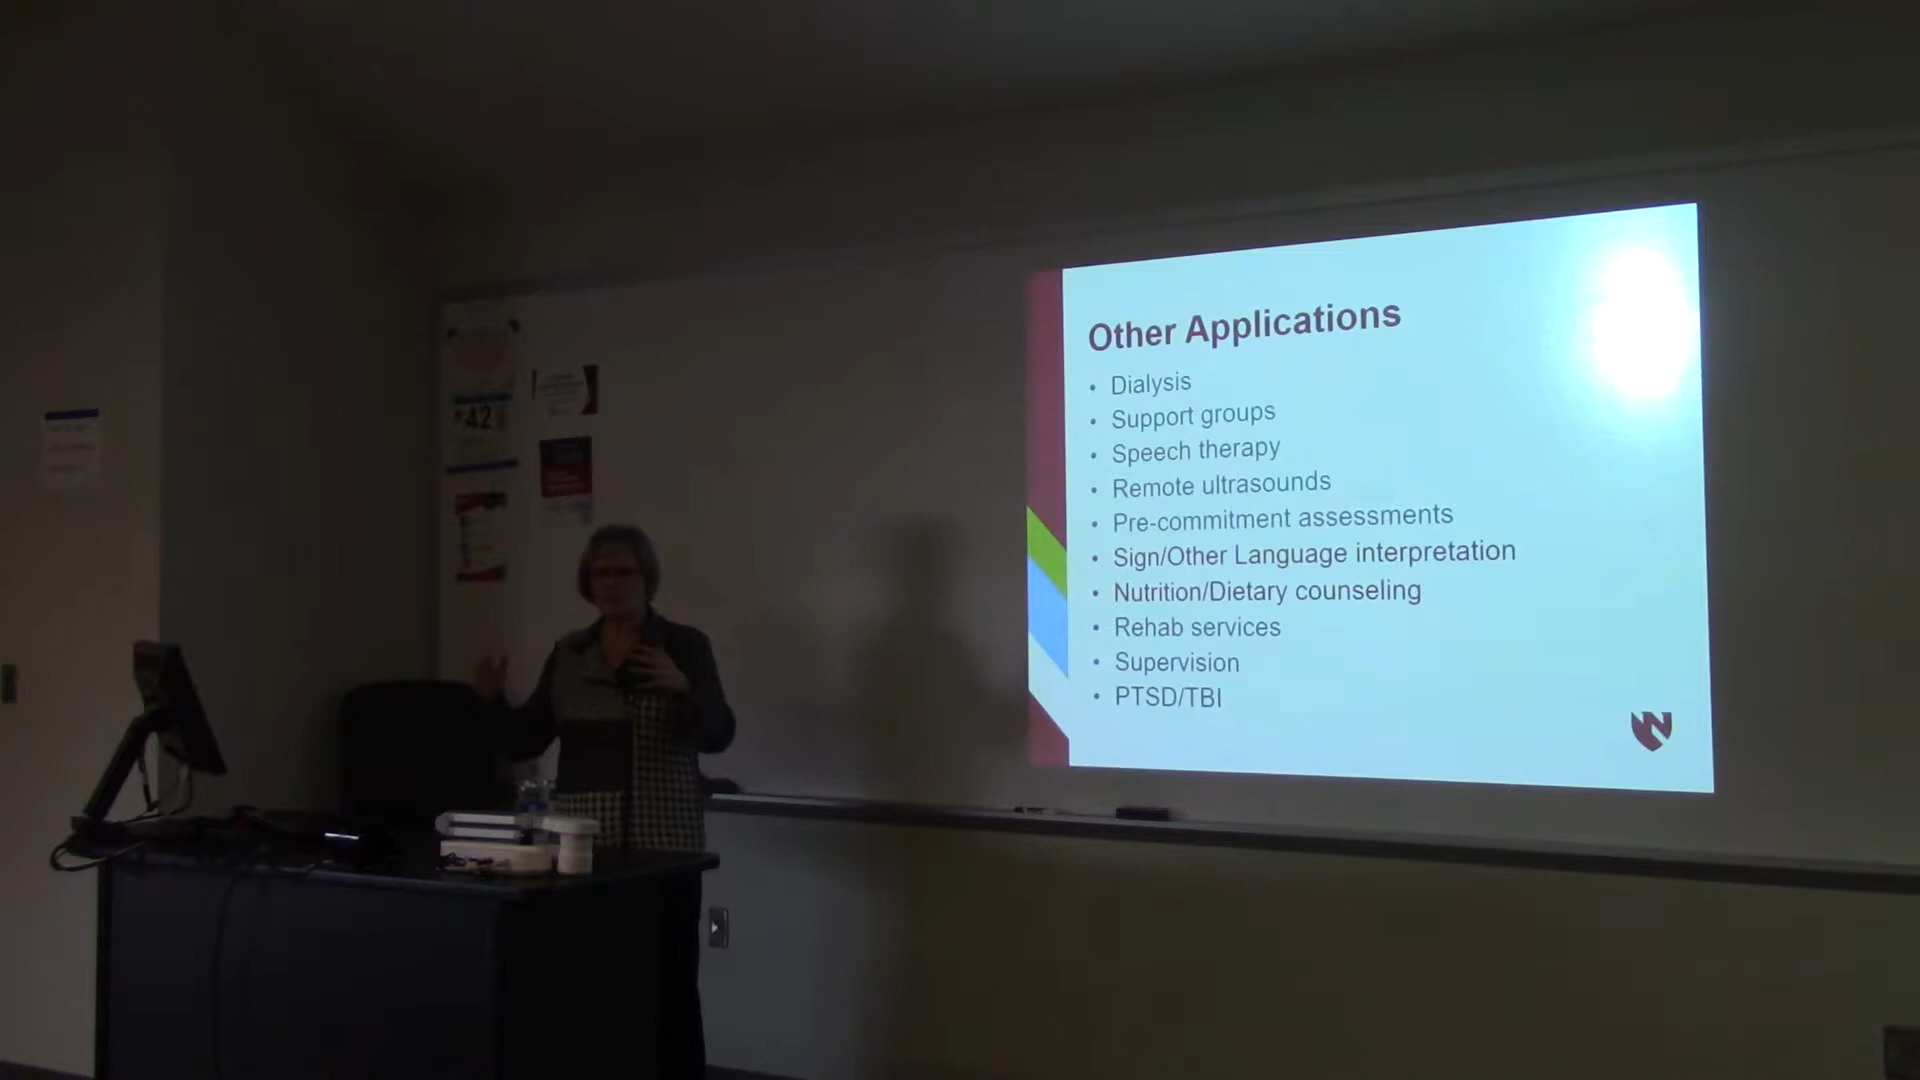 42
Other Applications
• Dialysis
• Support groups
• Speech therapy
• Remote ultrasounds
• Pre-commitment assessments
• Sign/Other Language interpretation
• Nutrition/Dietary counseling
• Rehab services
• Supervision
• PTSD/TBI
N